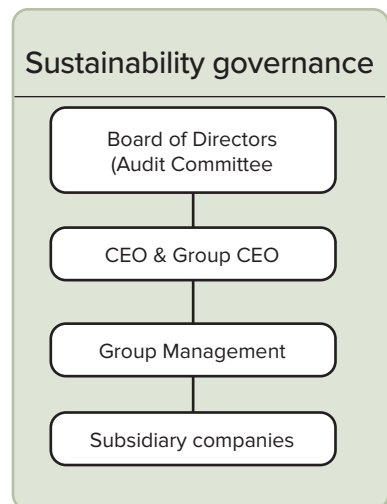 Sustainability governance
Board of Directors
(Audit Committee
CEO & Group CEO
Group Management
Subsidiary companies